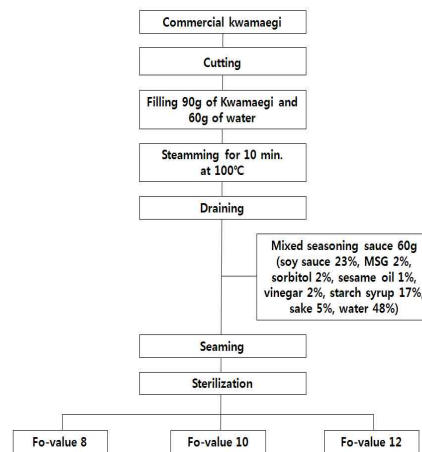 Commercial kwamaegi
Cutting
Filling 90g of Kwamaegi and
60g of water
Steamming for 10 min.
at 100℃
Draining
Mixed seasoning sauce 60g
(soy sauce 23%, MSG 2%,
sorbitol 2%, sesame oil 1%,
vinegar 2%, starch syrup 17%,
sake 5%, water 48%)
Seaming
Sterilization
Fo-value 8
Fo-value 10
Fo-value 12